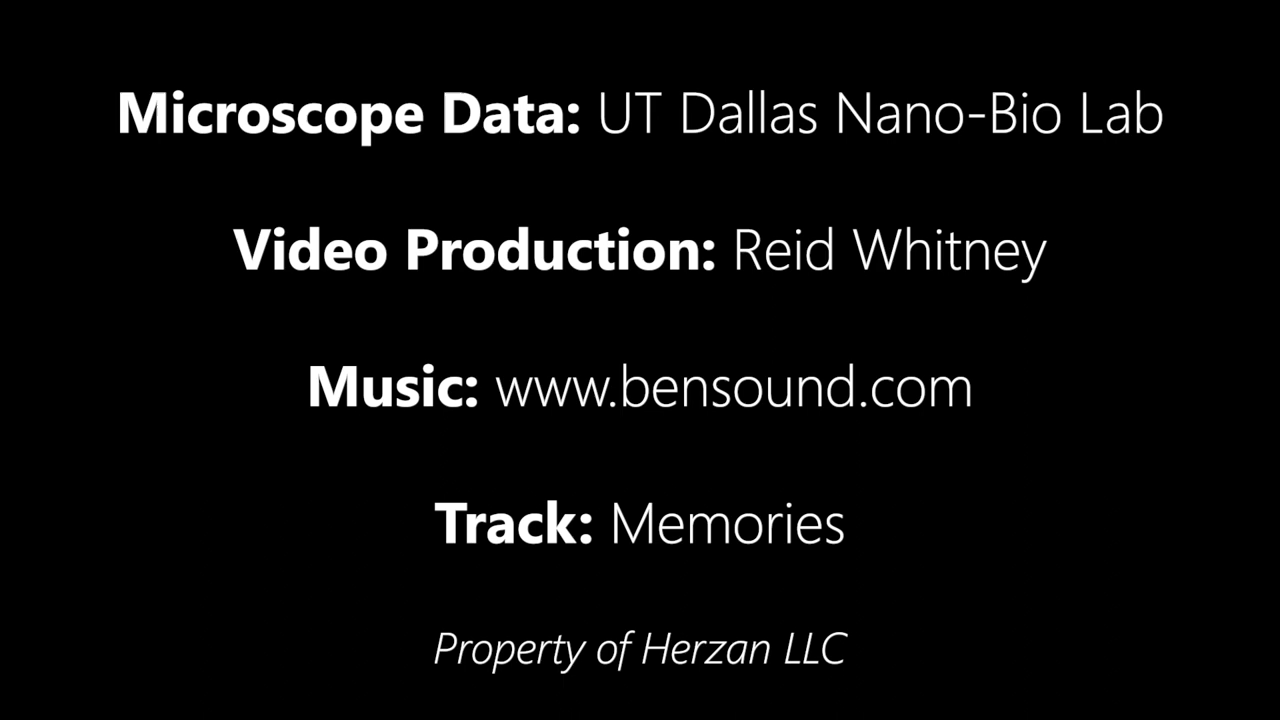 Microscope Data: UT Dallas Nano-Bio Lab
Video Production: Reid Whitney
Music: www.bensound.com
Track: Memories
Property of Herzan LLC